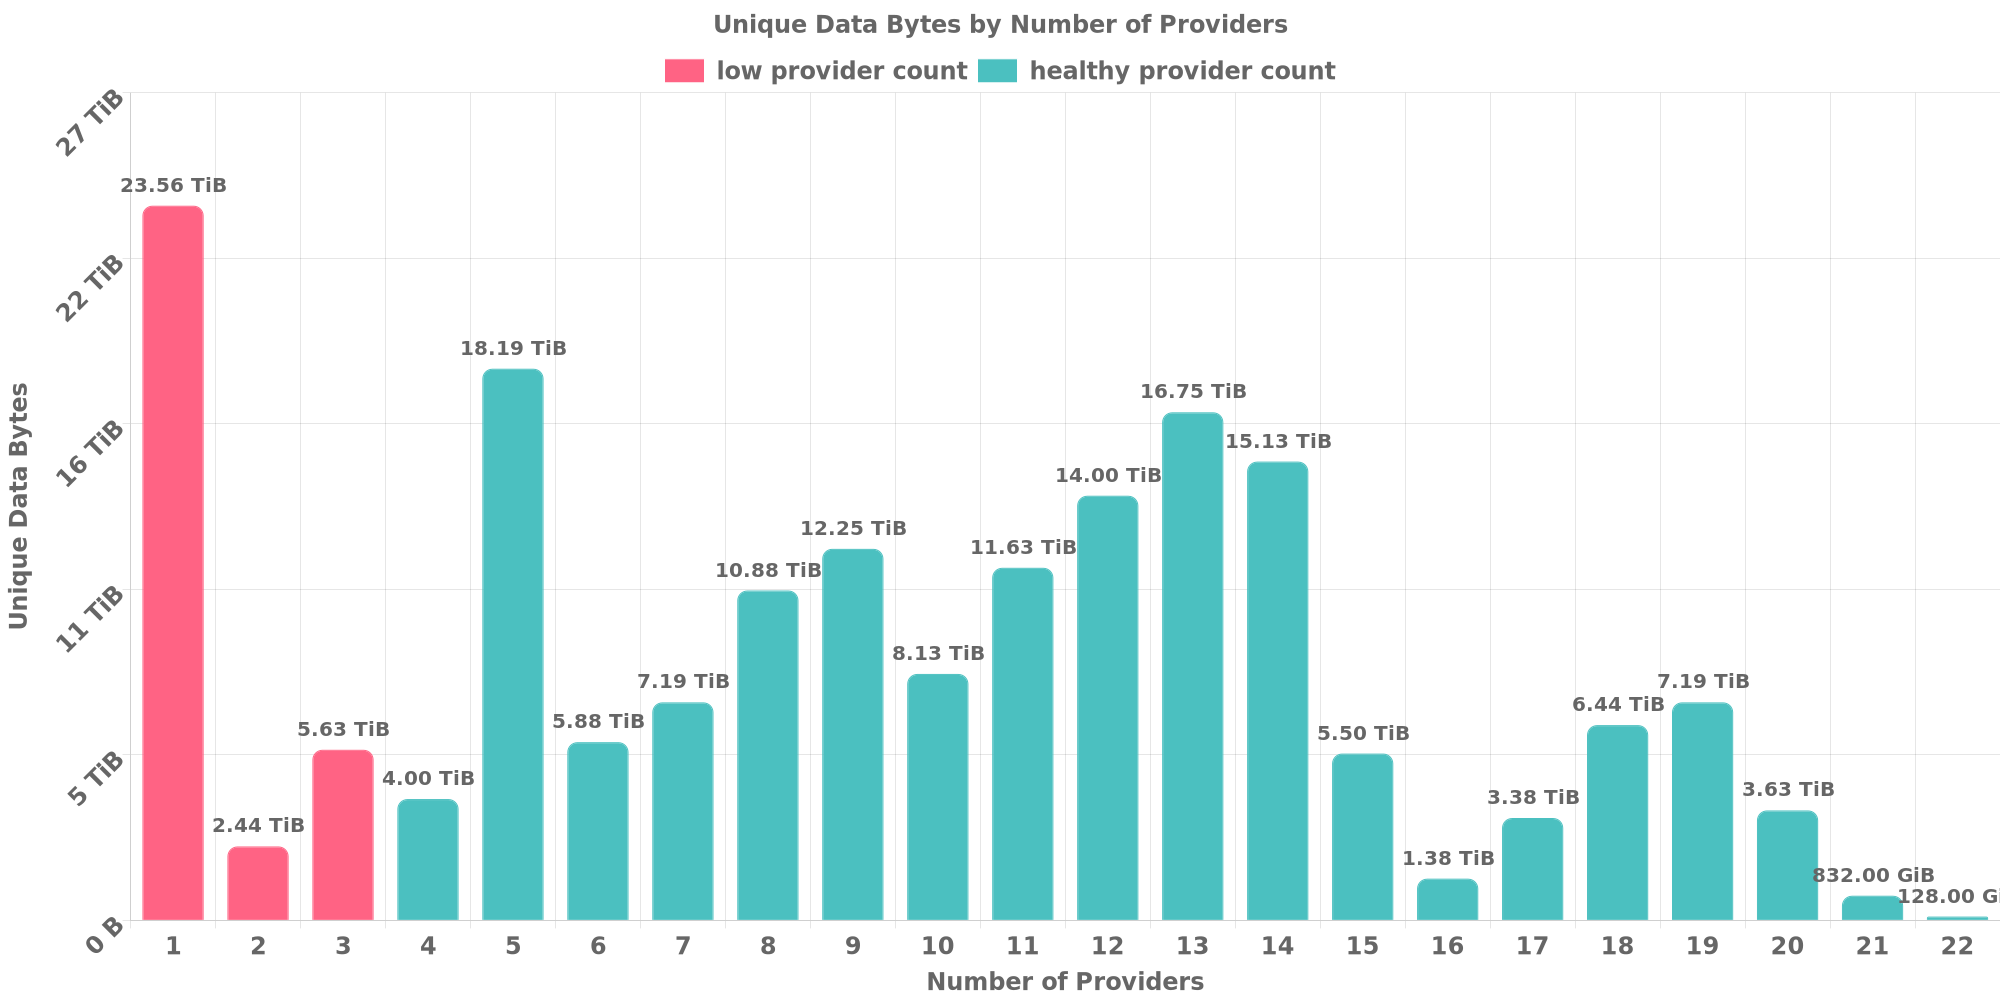 Unique Data Bytes by Number of Providers
low provider count healthy provider count
Unique Data Bytes
27 TiB
22 TiB
16 TiB
11 TiB
5 TiB
0 B
23.56 TiB
2.44 TiB
5.63 TiB
4.00 TiB
18.19 TiB
5.88 TiB
7.19 TiB
10.88 TiB
12.25 TiB
8.13 TiB
11.63 TiB
14.00 TiB
16.75 TiB
15.13 TiB
5.50 TiB
1.38 TiB
3.38 TiB
6.44 TiB
7.19 TiB
3.63 TiB
832.00 GiB
128.00
1 2 3 4 5 6 7 8 9 10 11 12 13 14 15 16 17 18 19 20 21 22
Number of Providers